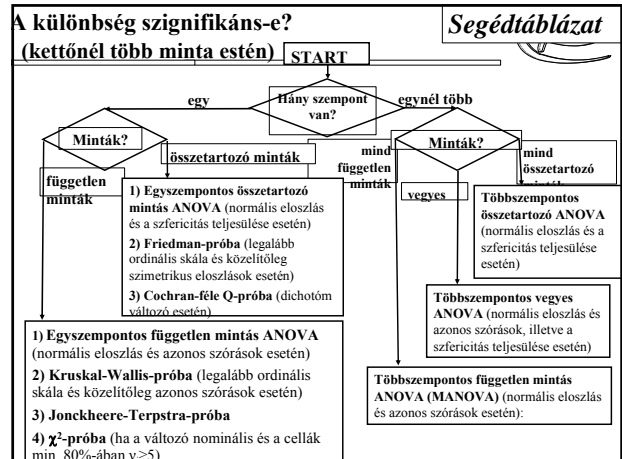 A különbség szignifikáns-e?
(kettőnél több minta estén)
Segédtáblázat
START
Hány szempont
van?
egy
egynél több
Minták?
összetartozó minták
független
minták
1) Egyszempontos összetartozó
mintás ANOVA (normális eloszlás
és a szfericitás teljesülése esetén)
2) Friedman-próba (legalább
ordinális skála és közelítőleg
szimetrikus eloszlások esetén)
3) Cochran-féle Q-próba (dichotóm
változó esetén)
1) Egyszempontos független mintás ANOVA
(normális eloszlás és azonos szórások esetén)
2) Kruskal-Wallis-próba (legalább ordinális
skála és közelítőleg azonos szórások esetén)
3) Jonckheere-Terpstra-próba
4) χ²-próba (ha a változó nominális és a cellák
min. 80%-ában ν≥5)
Minták?
mind
független
minták
vegyes
mind
összetartozó
minták
Többszempontos
összetartozó ANOVA
(normális eloszlás és
a szfericitás teljesülése
esetén)
Többszempontos vegyes
ANOVA (normális eloszlás és
azonos szórások, illetve a
szfericitás teljesülése esetén)
Többszempontos független mintás
ANOVA (MANOVA) (normális eloszlás
és azonos szórások esetén):